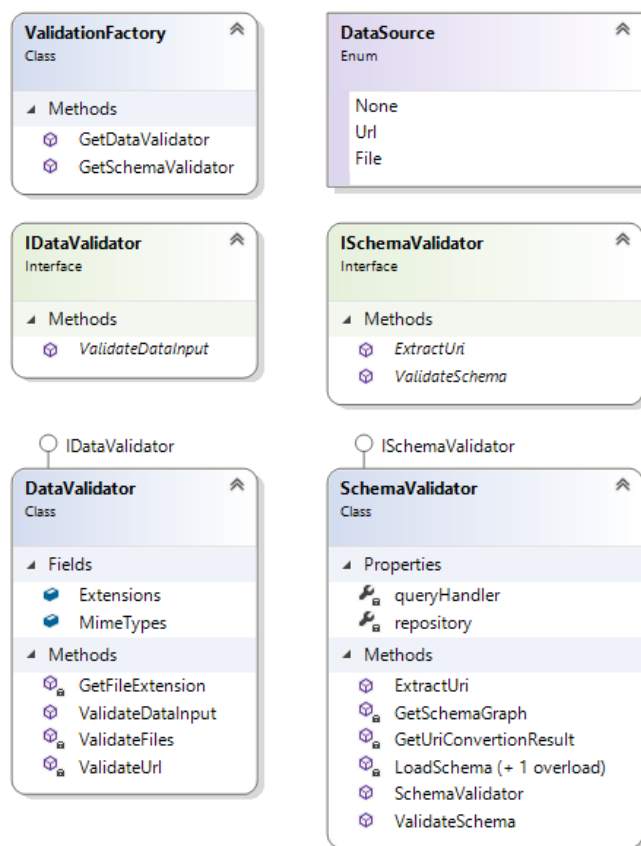 ValidationFactory
Class
Methods
GetDataValidator
GetSchemaValidator
DataSource
Enum
None
Url
File
IDataValidator
Interface
Methods
ValidateDataInput
ISchemaValidator
Interface
Methods
ExtractUri
ValidateSchema
IDataValidator
DataValidator
Class
Fields
Extensions
MimeTypes
Methods
GetFileExtension
ValidateDataInput
ValidateFiles
ValidateUrl
ISchemaValidator
SchemaValidator
Class
Properties
queryHandler
repository
Methods
ExtractUri
GetSchemaGraph
GetUriConvertionResult
LoadSchema (+ 1 overload)
SchemaValidator
ValidateSchema